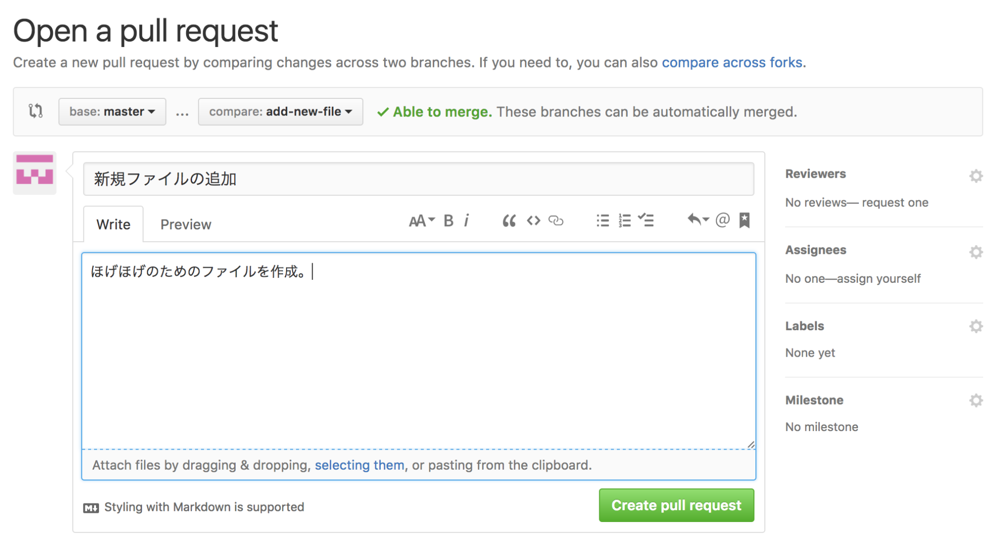 Open a pull request
Create a new pull request by comparing changes across two branches. If you need to, you can also compare across forks.
base: master ... compare: add-new-file Able to merge. These branches can be automatically merged.
新規ファイルの追加
Write Preview AA B i
ほげほげのためのファイルを作成。
Attach files by dragging & dropping, selecting them, or pasting from the clipboard.
Styling with Markdown is supported
Create pull request
Reviewers
No reviews— request one
Assignees
No one—assign yourself
Labels
None yet
Milestone
No milestone